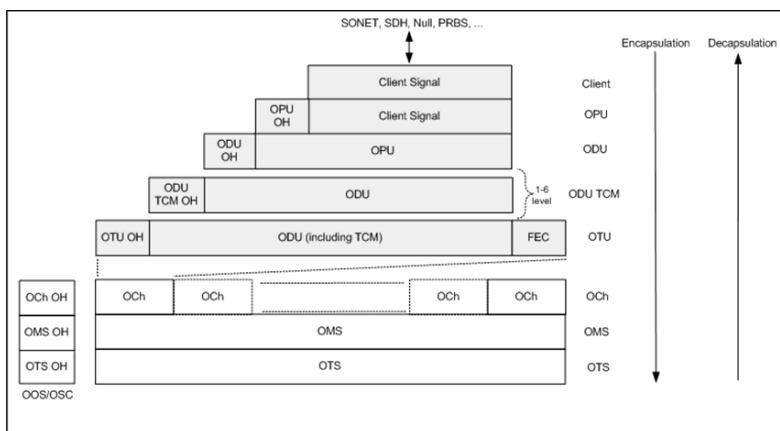 SONET, SDH, Null, PRBS, ...
Encapsulation
Decapsulation
Client Signal
Client
OPU
OH
Client Signal
OPU
ODU
OH
OPU
ODU
ODU
TCM OH
ODU
1-6
level
ODU TCM
OTU OH
ODU (including TCM)
FEC
OTU
OCh OH
OCh
OCh
OCh
OCh
OCh
OMS OH
OMS
OMS
OTS OH
OTS
OTS
OOS/OSC